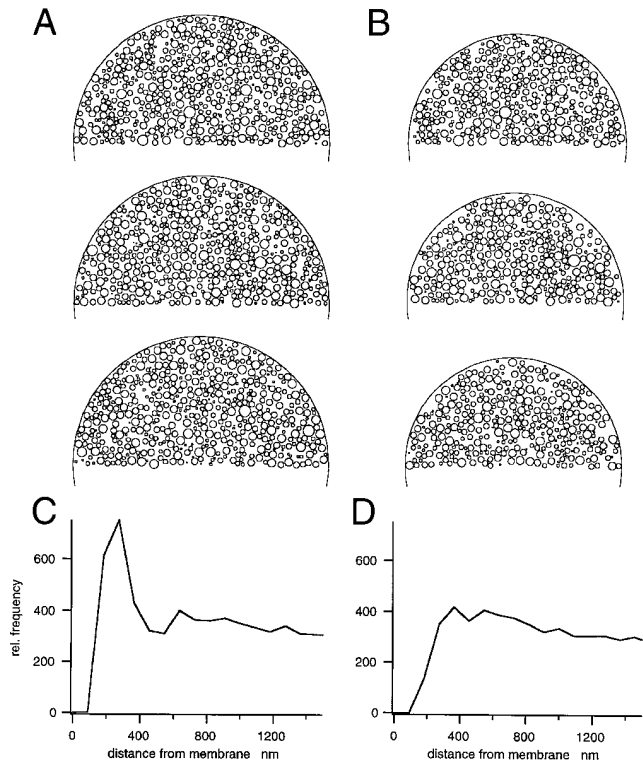 A
B
C
D
600
400
200
0
rel. frequency
0 400 800 1200
distance from membrane nm
600
400
200
0
0 400 800 1200
distance from membrane nm